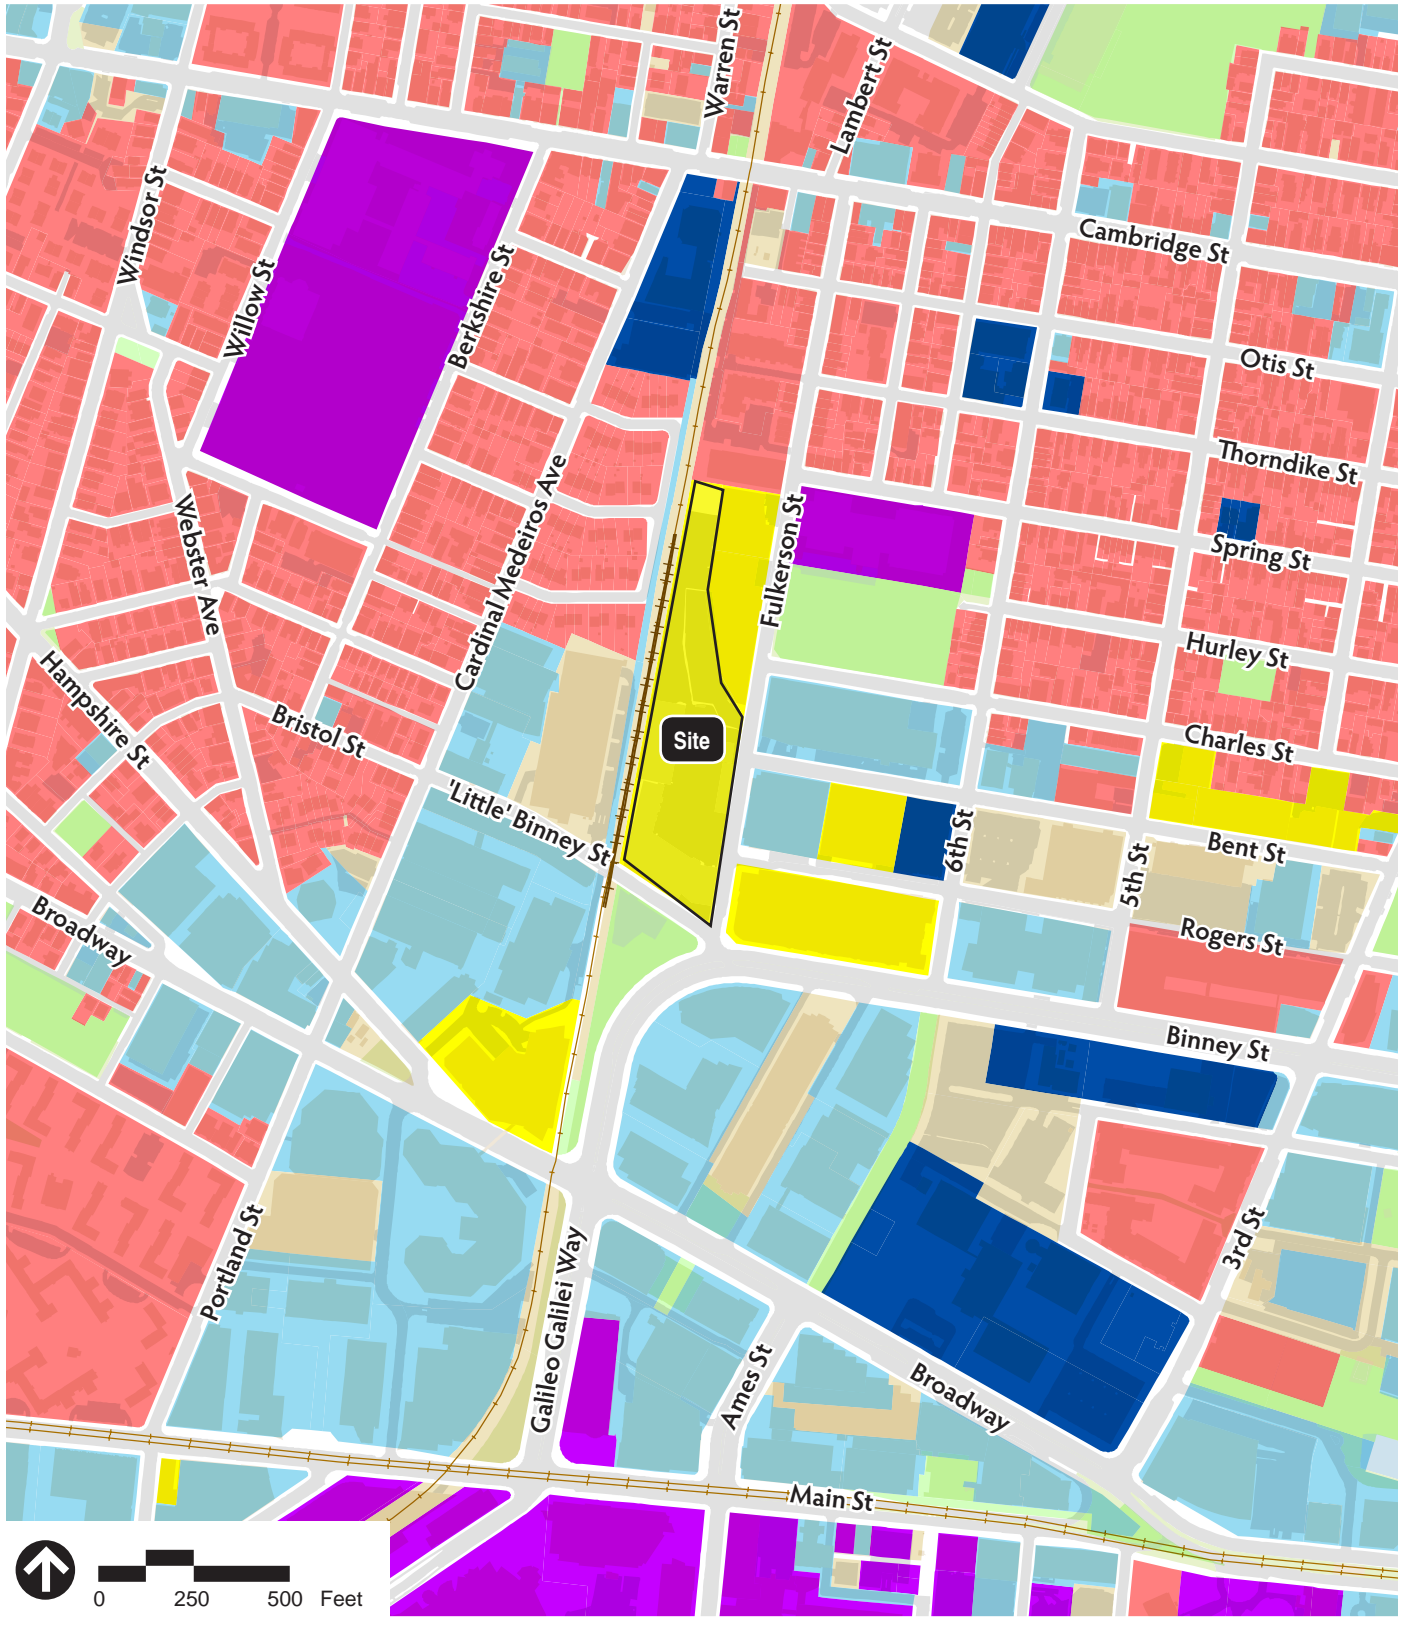 Warren St
Lambert St
Windsor St
Cambridge St
Willow St
Berkshire St
Otis St
Thorndike St
Webster Ave
Cardinal Medeiros Ave
Fulkerson St
Spring St
Hurley St
Hampshire St
Bristol St
Site
Charles St
'Little' Binney St
6th St
5th St
Bent St
Broadway
Rogers St
Binney St
Portland St
Galileo Galilei Way
3rd St
Ames St
Broadway
Main St
0 250 500 Feet